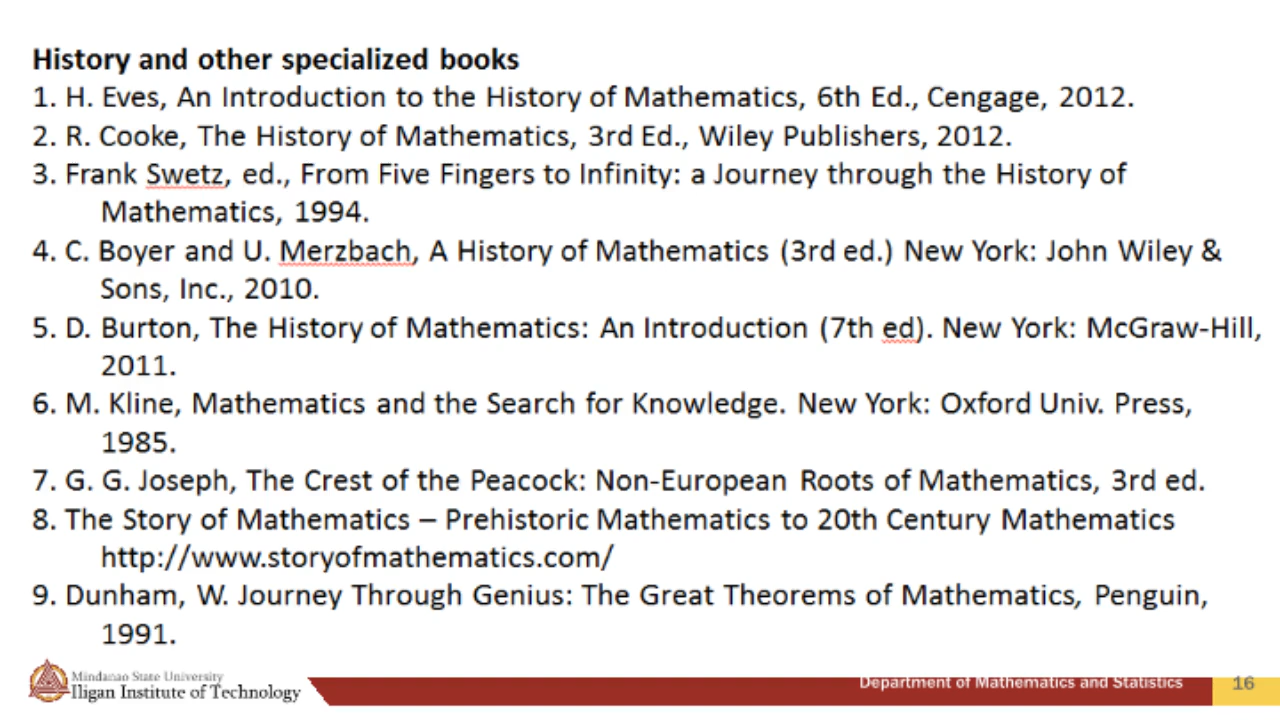 History and other specialized books
1. H. Eves, An Introduction to the History of Mathematics, 6th Ed., Cengage, 2012.
2. R. Cooke, The History of Mathematics, 3rd Ed., Wiley Publishers, 2012.
3. Frank Swetz, ed., From Five Fingers to Infinity: a Journey through the History of
Mathematics, 1994.
4. C. Boyer and U. Merzbach, A History of Mathematics (3rd ed.) New York: John Wiley &
Sons, Inc., 2010.
5. D. Burton, The History of Mathematics: An Introduction (7th ed). New York: McGraw-Hill,
2011.
6. M. Kline, Mathematics and the Search for Knowledge. New York: Oxford Univ. Press,
1985.
7. G. G. Joseph, The Crest of the Peacock: Non-European Roots of Mathematics, 3rd ed.
8. The Story of Mathematics – Prehistoric Mathematics to 20th Century Mathematics
http://www.storyofmathematics.com/
9. Dunham, W. Journey Through Genius: The Great Theorems of Mathematics, Penguin,
1991.
Mindanao State University
Iligan Institute of Technology
Department of Mathematics and Statistics
16